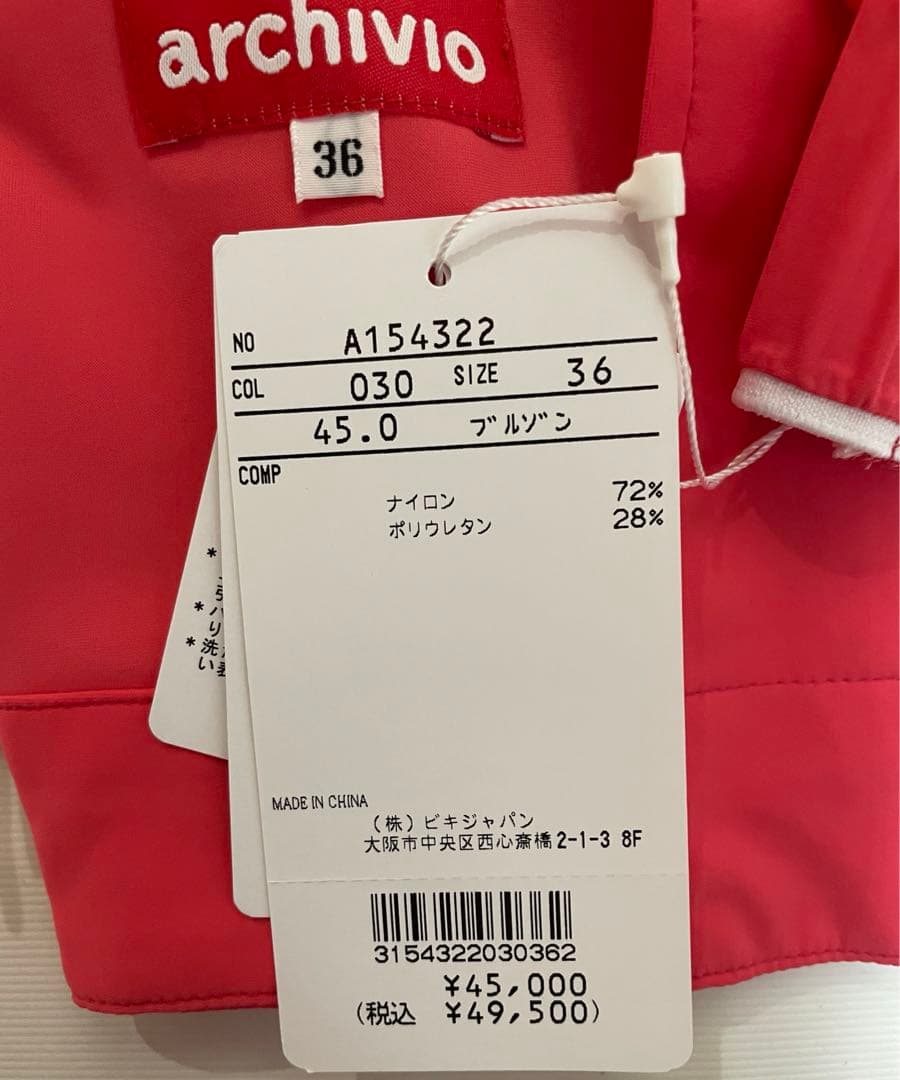 archivio
36
NO A154322
COL 030 SIZE 36
45.0 ブルゾン
COMP
ナイロン 72%
ポリウレタン 28%
MADE IN CHINA
(株)ビキジャパン
大阪市中央区西心斎橋2-1-3 8F
3154322030362
¥45,000
(税込 ¥49,500)
*
*
り
*洗
い